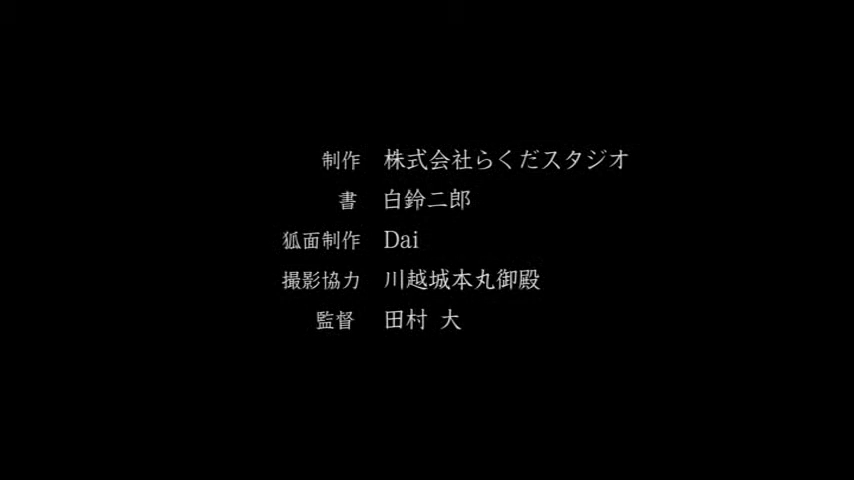 制作 株式会社らくだスタジオ
書 白鈴二郎
狐面制作 Dai
撮影協力 川越城本丸御殿
監督 田村 大